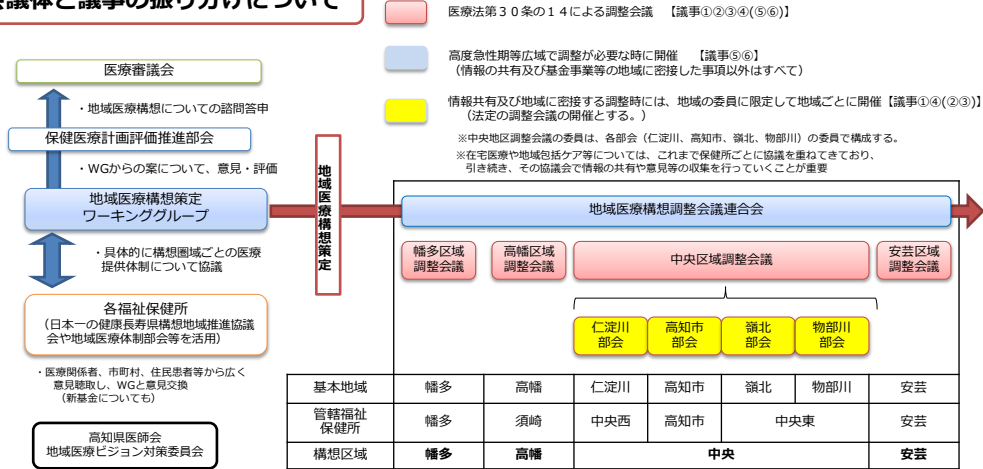 会議体と議事の振り分けについて
医療法第30条の14による調整会議 【議事①②③④(⑤⑥)】
高度急性期等広域で調整が必要な時に開催 【議事⑤⑥】
（情報の共有及び基金事業等の地域に密接した事項以外はすべて）
情報共有及び地域に密接する調整時には、地域の委員に限定して地域ごとに開催【議事①④(②③)】
（法定の調整会議の開催とする。）
※中央地区調整会議の委員は、各部会（仁淀川、高知市、嶺北、物部川）の委員で構成する。
※在宅医療や地域包括ケア等については、これまで保健所ごとに協議を重ねてきており、
引き続き、その協議会で情報の共有や意見等の収集を行っていくことが重要
医療審議会
・地域医療構想についての諮問答申
保健医療計画評価推進部会
・WGからの案について、意見・評価
地域医療構想策定
ワーキンググループ
・具体的に構想圏域ごとの医療
提供体制について協議
各福祉保健所
（日本一の健康長寿県構想地域推進協議
会や地域医療体制部会等を活用）
・医療関係者、市町村、住民患者等から広く
意見聴取し、WGと意見交換
（新基金についても）
高知県医師会
地域医療ビジョン対策委員会
地域医療構想策定
地域医療構想調整会議連合会
幡多区域
調整会議
高幡区域
調整会議
中央区域調整会議
安芸区域
調整会議
仁淀川
部会
高知市
部会
嶺北
部会
物部川
部会
基本地域 幡多 高幡 仁淀川 高知市 嶺北 物部川 安芸
管轄福祉
保健所
幡多 須崎 中央西 高知市 中央東 安芸
構想区域 幡多 高幡 中央 安芸